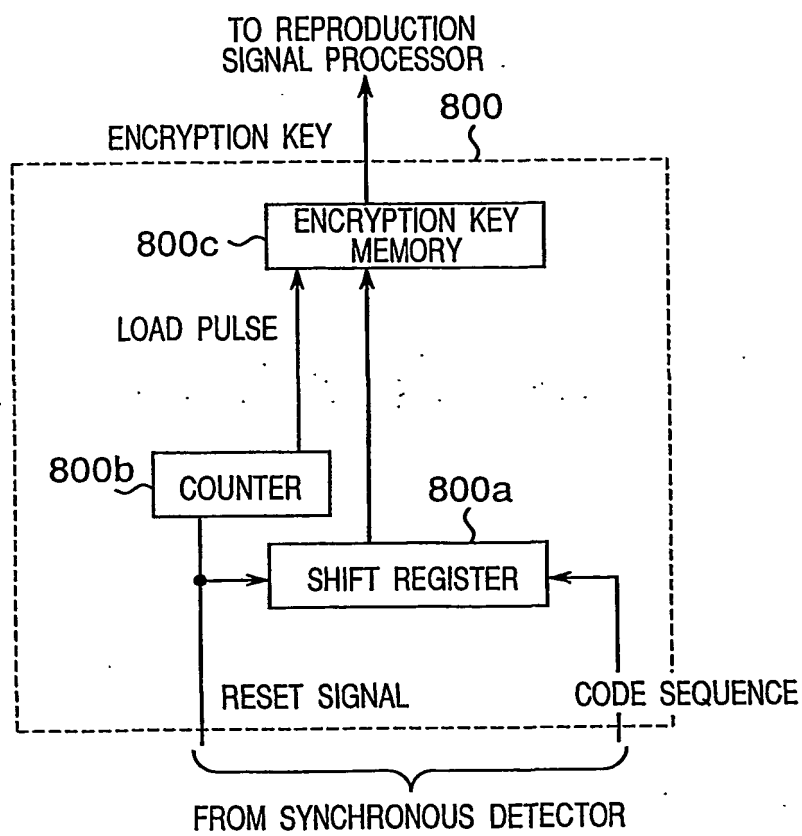 TO REPRODUCTION
SIGNAL PROCESSOR
800
ENCRYPTION KEY
ENCRYPTION KEY
MEMORY
800c
LOAD PULSE
800b
COUNTER
800a
SHIFT REGISTER
RESET SIGNAL
CODE SEQUENCE
FROM SYNCHRONOUS DETECTOR